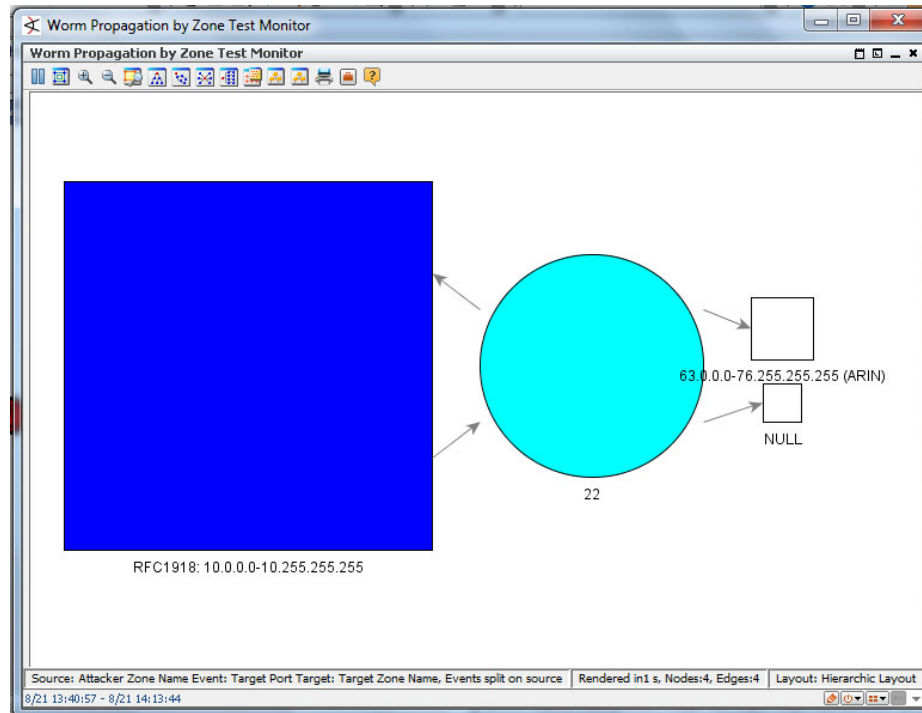 Worm Propagation by Zone Test Monitor
Worm Propagation by Zone Test Monitor
63.0.0.0-76.255.255.255 (ARIN)
NULL
22
RFC1918: 10.0.0.0-10.255.255.255
Source: Attacker Zone Name Event: Target Port Target: Target Zone Name, Events split on source Rendered in1 s, Nodes:4, Edges:4 Layout: Hierarchic Layout
8/21 13:40:57 - 8/21 14:13:44